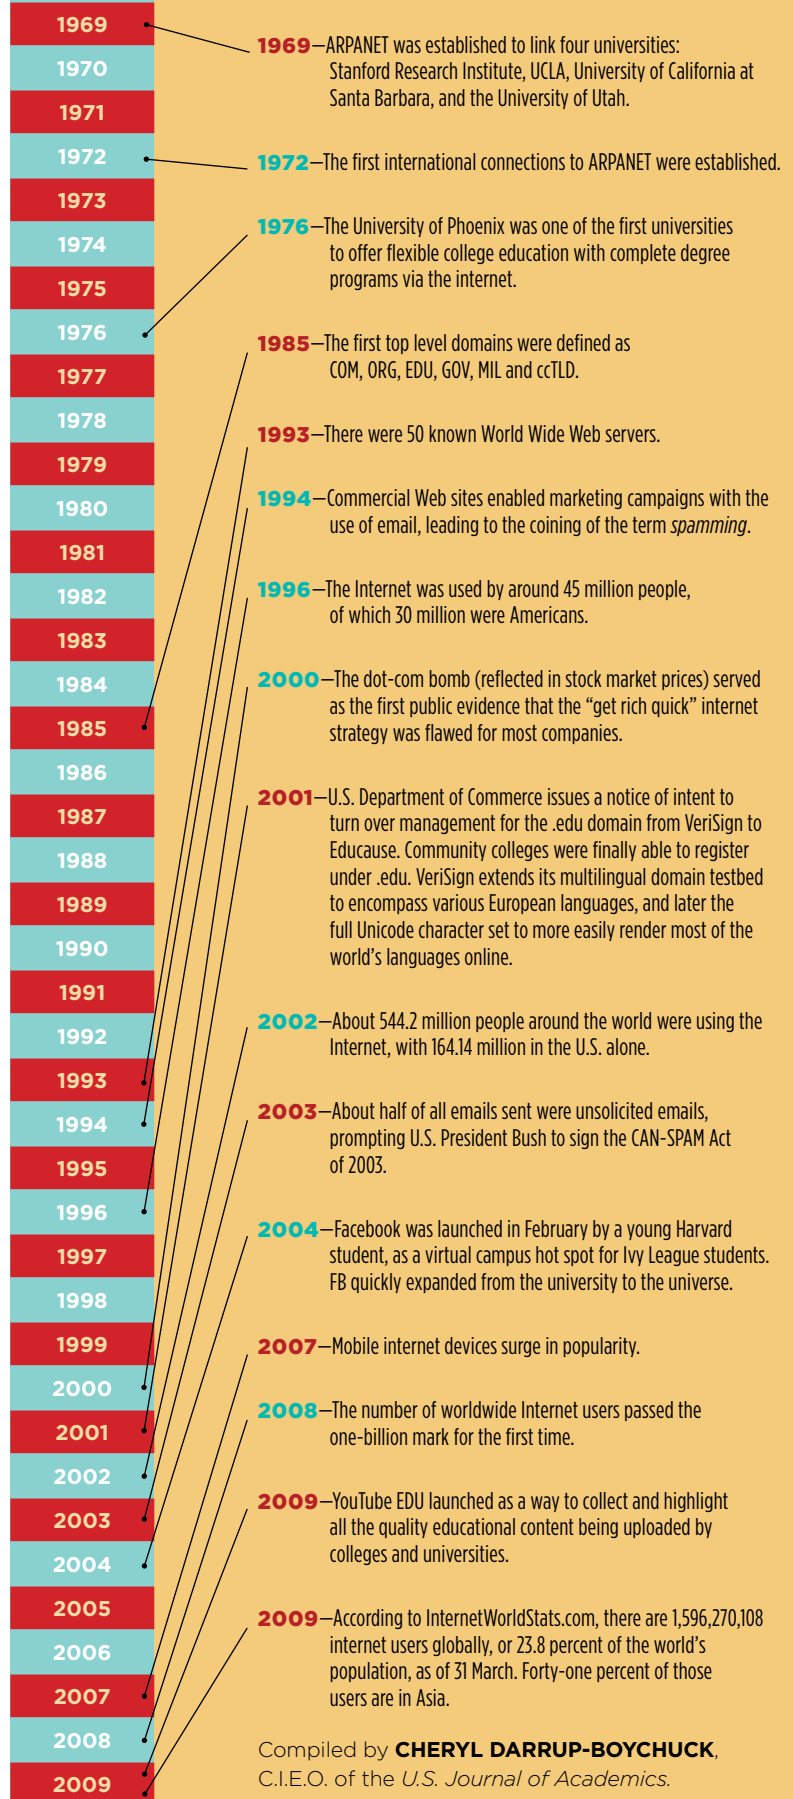 1969
1970
1971
1972
1973
1974
1975
1976
1977
1978
1979
1980
1981
1982
1983
1984
1985
1986
1987
1988
1989
1990
1991
1992
1993
1994
1995
1996
1997
1998
1999
2000
2001
2002
2003
2004
2005
2006
2007
2008
2009
1969—ARPANET was established to link four universities:
Stanford Research Institute, UCLA, University of California at
Santa Barbara, and the University of Utah.
1972—The first international connections to ARPANET were established.
1976—The University of Phoenix was one of the first universities
to offer flexible college education with complete degree
programs via the internet.
1985—The first top level domains were defined as
COM, ORG, EDU, GOV, MIL and ccTLD.
1993—There were 50 known World Wide Web servers.
1994—Commercial Web sites enabled marketing campaigns with the
use of email, leading to the coining of the term spamming.
1996—The Internet was used by around 45 million people,
of which 30 million were Americans.
2000—The dot-com bomb (reflected in stock market prices) served
as the first public evidence that the “get rich quick” internet
strategy was flawed for most companies.
2001—U.S. Department of Commerce issues a notice of intent to
turn over management for the .edu domain from VeriSign to
Educause. Community colleges were finally able to register
under .edu. VeriSign extends its multilingual domain testbed
to encompass various European languages, and later the
full Unicode character set to more easily render most of the
world’s languages online.
2002—About 544.2 million people around the world were using the
Internet, with 164.14 million in the U.S. alone.
2003—About half of all emails sent were unsolicited emails,
prompting U.S. President Bush to sign the CAN-SPAM Act
of 2003.
2004—Facebook was launched in February by a young Harvard
student, as a virtual campus hot spot for Ivy League students.
FB quickly expanded from the university to the universe.
2007—Mobile internet devices surge in popularity.
2008—The number of worldwide Internet users passed the
one-billion mark for the first time.
2009—YouTube EDU launched as a way to collect and highlight
all the quality educational content being uploaded by
colleges and universities.
2009—According to InternetWorldStats.com, there are 1,596,270,108
internet users globally, or 23.8 percent of the world’s
population, as of 31 March. Forty-one percent of those
users are in Asia.
Compiled by CHERYL DARRUP-BOYCHUCK,
C.I.E.O. of the U.S. Journal of Academics.